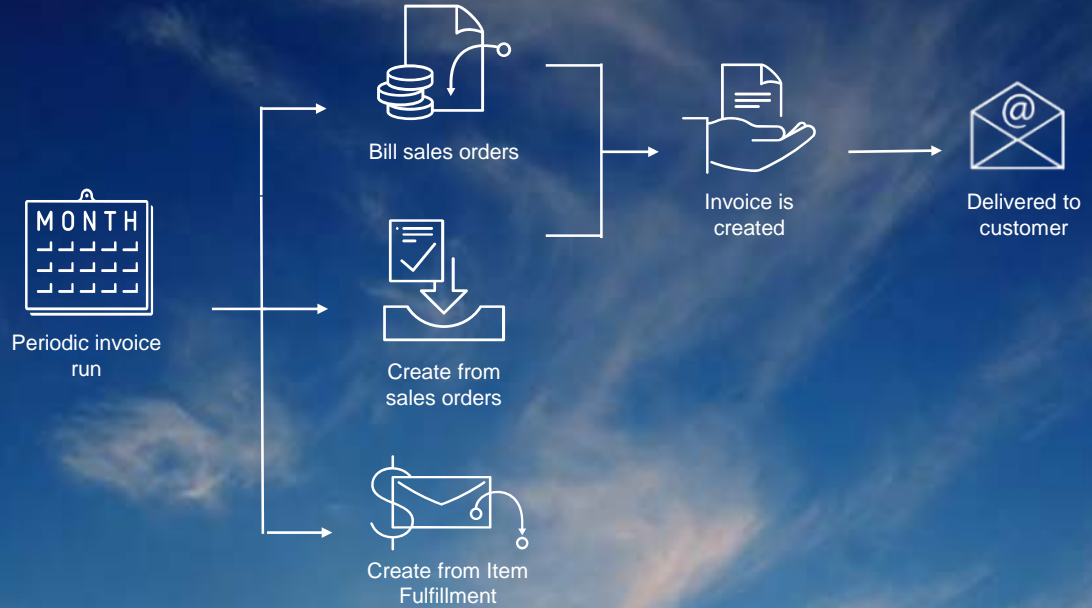 Bill sales orders
Invoice is
created
Delivered to
customer
MONTH
Periodic invoice
run
Create from
sales orders
Create from Item
Fulfillment
@